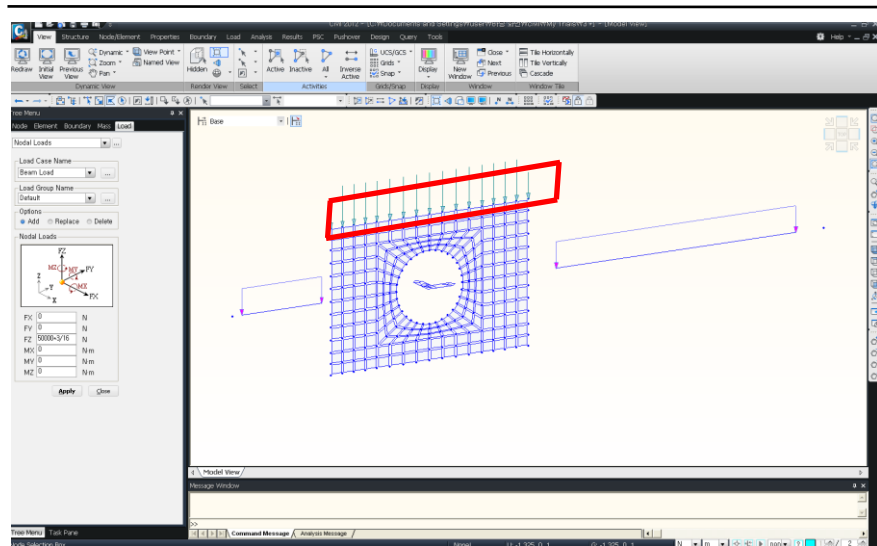 View Structure Node/Element Properties Boundary Load Analysis Results PSC Pushover Design Query Tools Help
Redraw Initial View Previous View Dynamic Zoom Pan View Point Named View Hidden Active Inactive All Inverse Active UCS/GCS Grids Snap Display New Window Close Next Previous Tile Horizontally Tile Vertically Cascade
Dynamic View Render View Select Activities Grids/Snap Display Window Window Tile
Tree Menu
Node Element Boundary Mass Load
Base
Nodal Loads
Load Case Name
Beam Load
Load Group Name
Default
Options
Add Replace Delete
Nodal Loads
FZ
MZ MY FY
Z Y X MX FX
FX 0 N
FY 0 N
FZ N
MX 0 N·m
MY 0 N·m
MZ 0 N·m
Apply Close
Model View
Message Window
>>
Command Message Analysis Message
Tree Menu Task Pane
Node Selection Box
N m 2